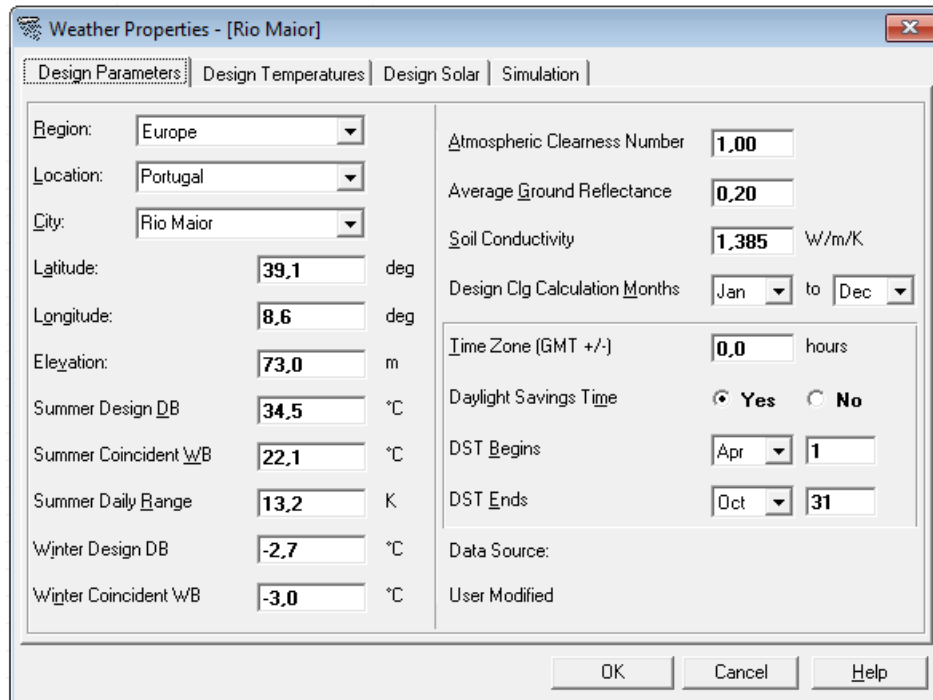 Weather Properties - [Rio Maior]
Design Parameters Design Temperatures Design Solar Simulation
Region: Europe
Location: Portugal
City: Rio Maior
Latitude: 39,1 deg
Longitude: 8,6 deg
Elevation: 73,0 m
Summer Design DB 34,5 °C
Summer Coincident WB 22,1 °C
Summer Daily Range 13,2 K
Winter Design DB -2,7 °C
Winter Coincident WB -3,0 °C
Atmospheric Clearness Number 1,00
Average Ground Reflectance 0,20
Soil Conductivity 1,385 W/m/K
Design Clg Calculation Months Jan to Dec
Time Zone (GMT +/-) 0,0 hours
Daylight Savings Time Yes No
DST Begins Apr 1
DST Ends Oct 31
Data Source:
User Modified
OK Cancel Help